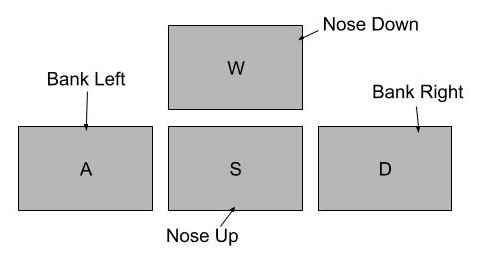 Nose Down
W
Bank Left
Bank Right
A
S
D
Nose Up